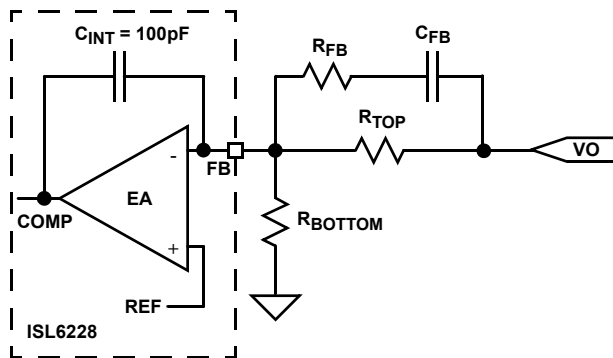 C_INT = 100pF
R_FB
C_FB
R_TOP
VO
-
FB
EA
COMP
R_BOTTOM
+
REF
ISL6228